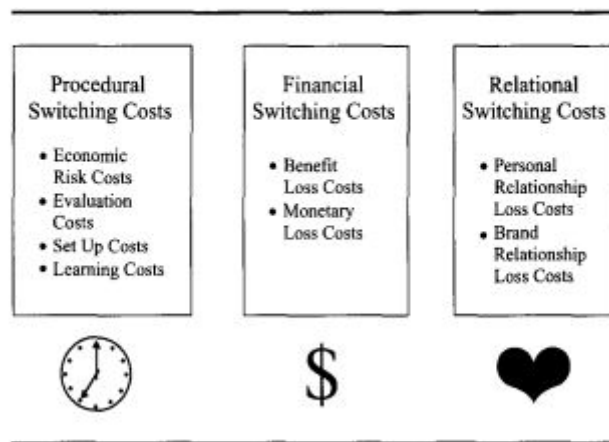 Procedural
Switching Costs
• Economic
Risk Costs
• Evaluation
Costs
• Set Up Costs
• Learning Costs
Financial
Switching Costs
• Benefit
Loss Costs
• Monetary
Loss Costs
Relational
Switching Costs
• Personal
Relationship
Loss Costs
• Brand
Relationship
Loss Costs
$